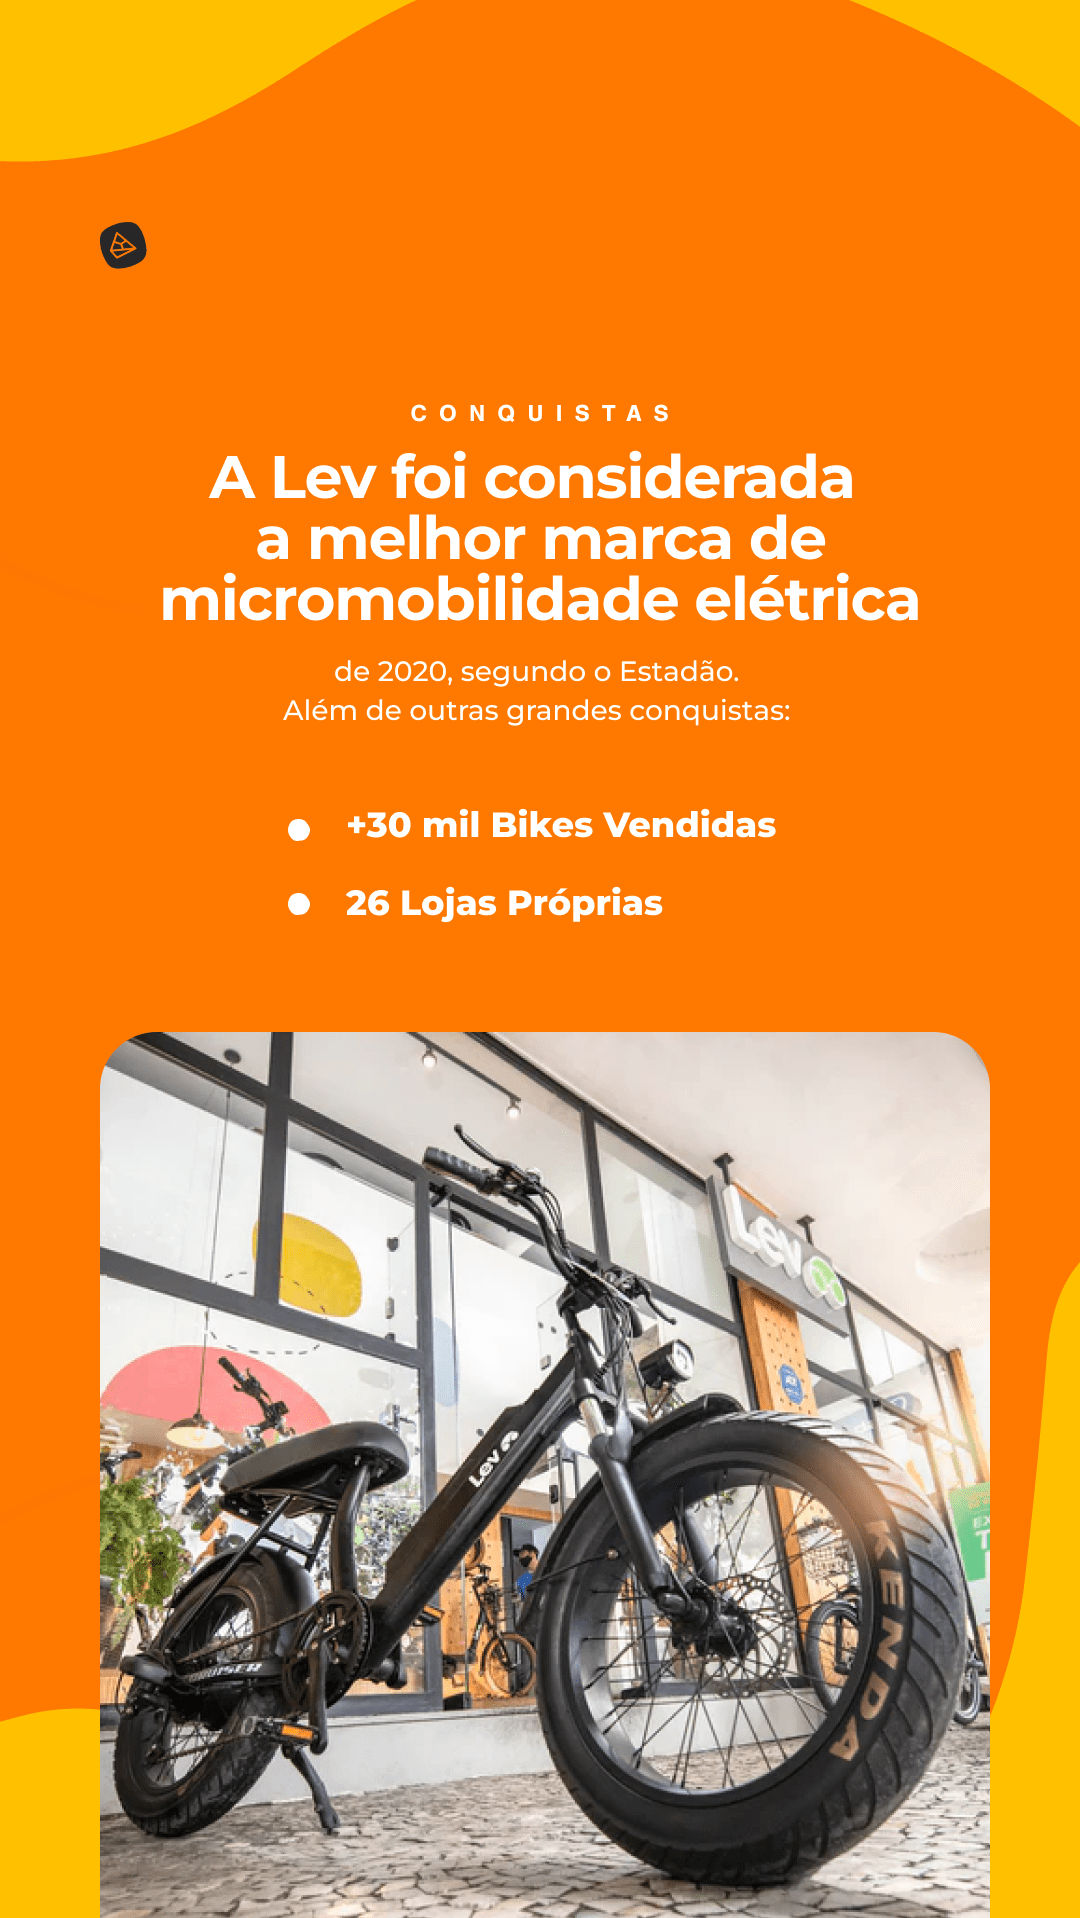 CONQUISTAS
A Lev foi considerada
a melhor marca de
micromobilidade elétrica
de 2020, segundo o Estadão.
Além de outras grandes conquistas:
+30 mil Bikes Vendidas
26 Lojas Próprias
Lev
Lev
KENDA